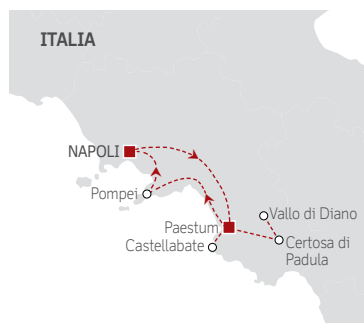 ITALIA
NAPOLI
Pompei
Vallo di Diano
Paestum
Castellabate
Certosa di
Padula